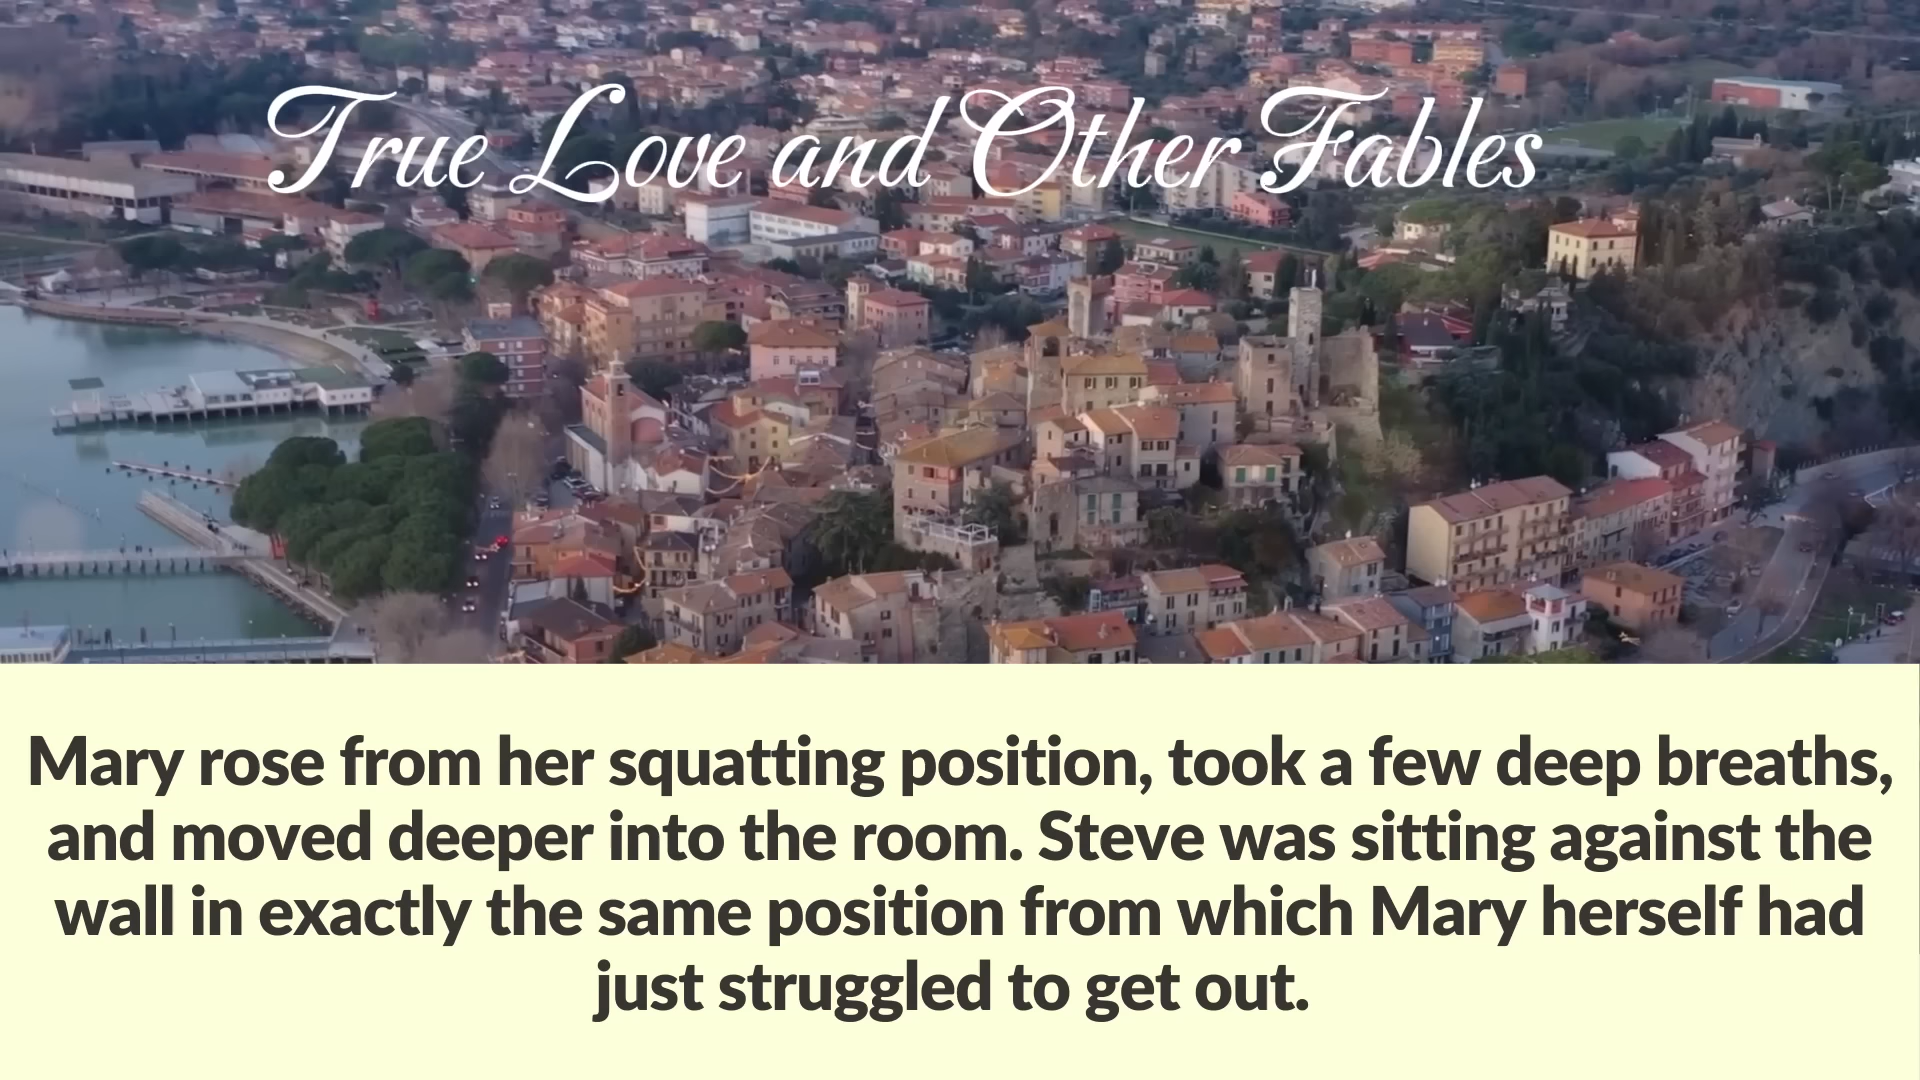 True Love and Other Fables
Mary rose from her squatting position, took a few deep breaths,
and moved deeper into the room. Steve was sitting against the
wall in exactly the same position from which Mary herself had
just struggled to get out.